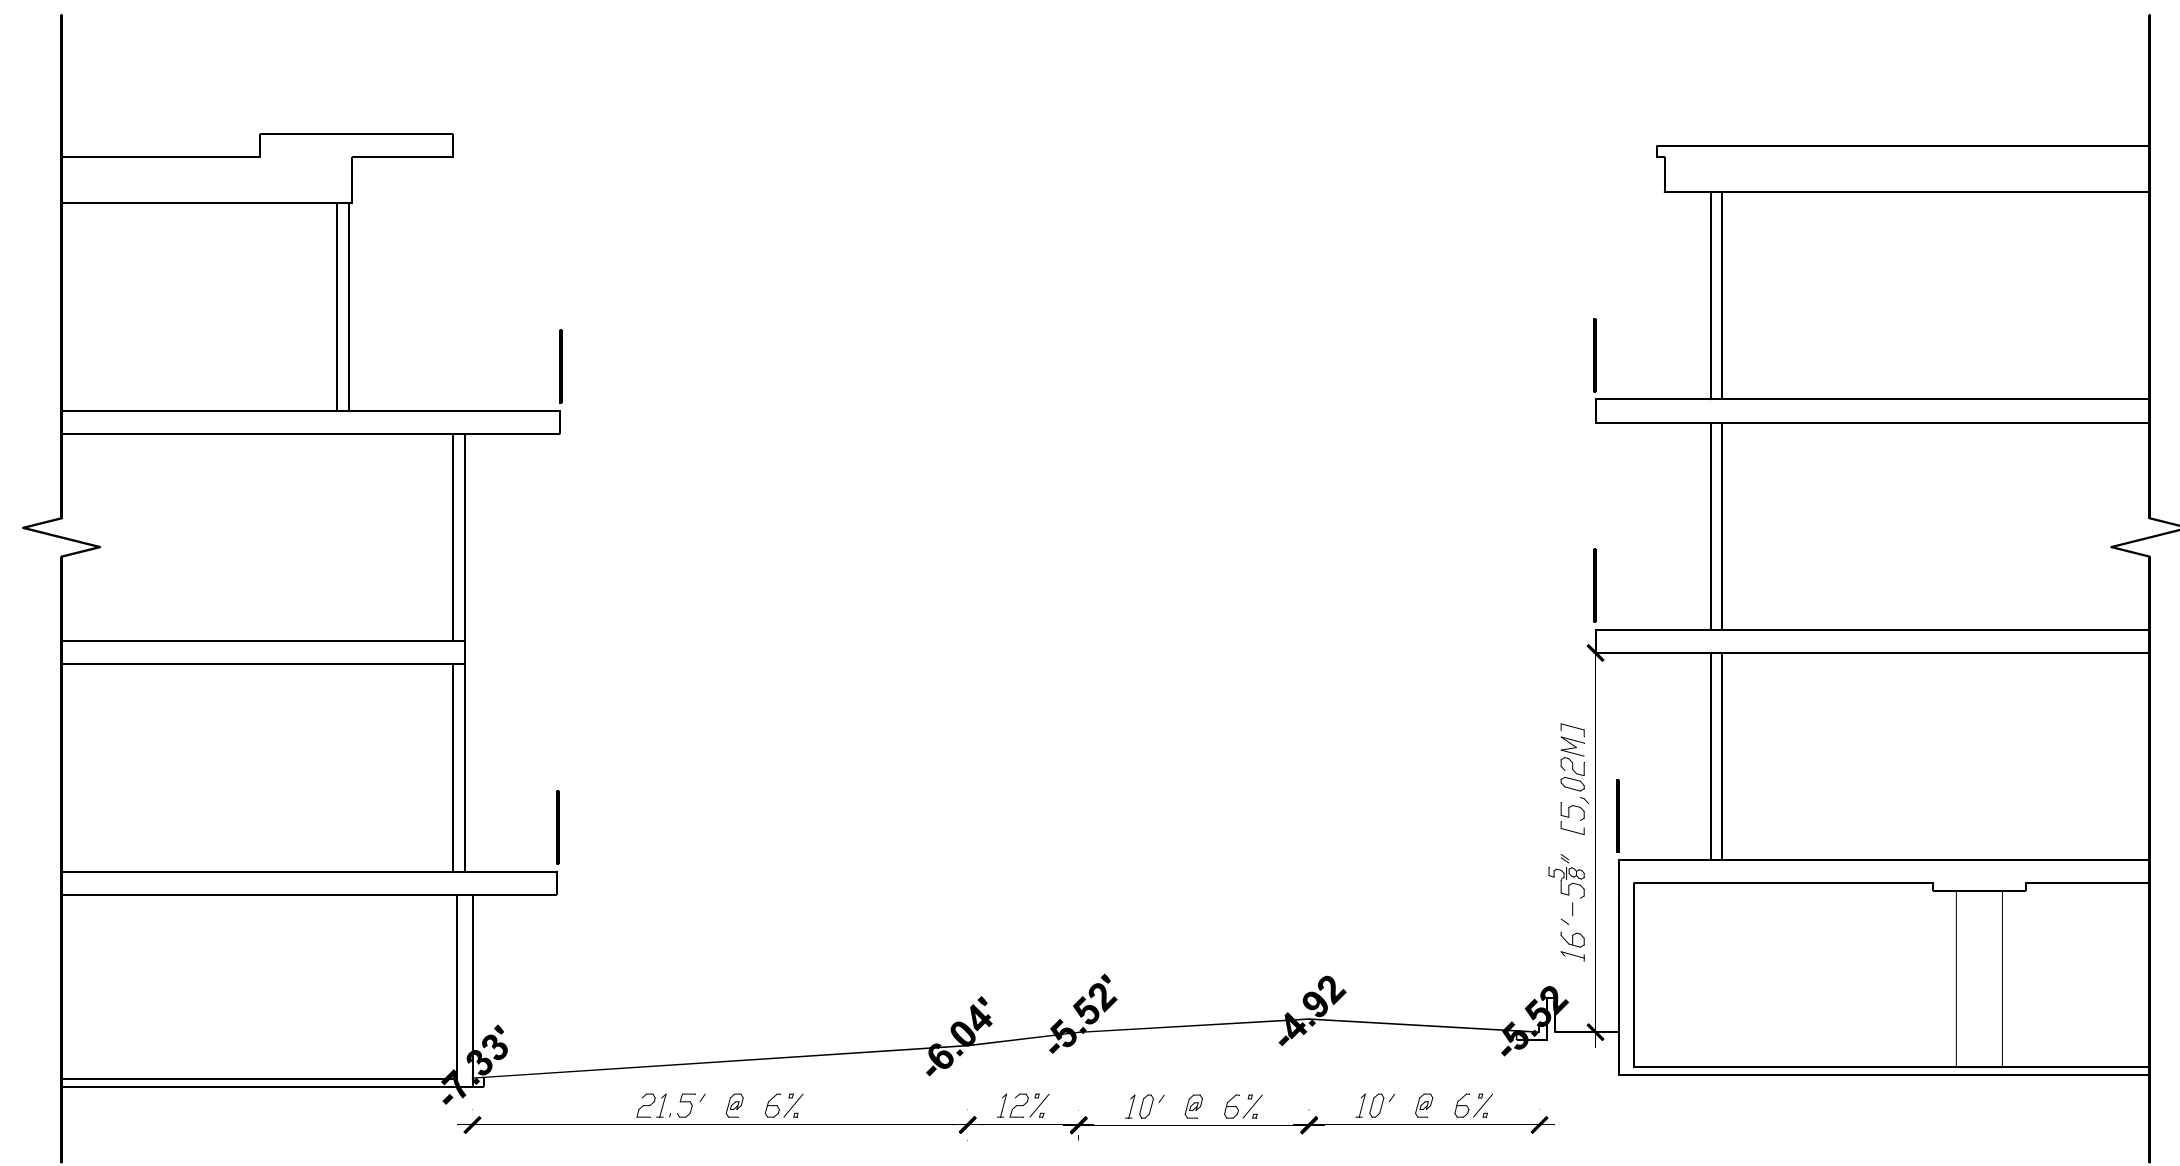 16'-5 5/8" [5,02M]
-7.33'
-6.04'
-5.52'
-4.92
-5.52
21.5' @ 6%
12%
10' @ 6%
10' @ 6%